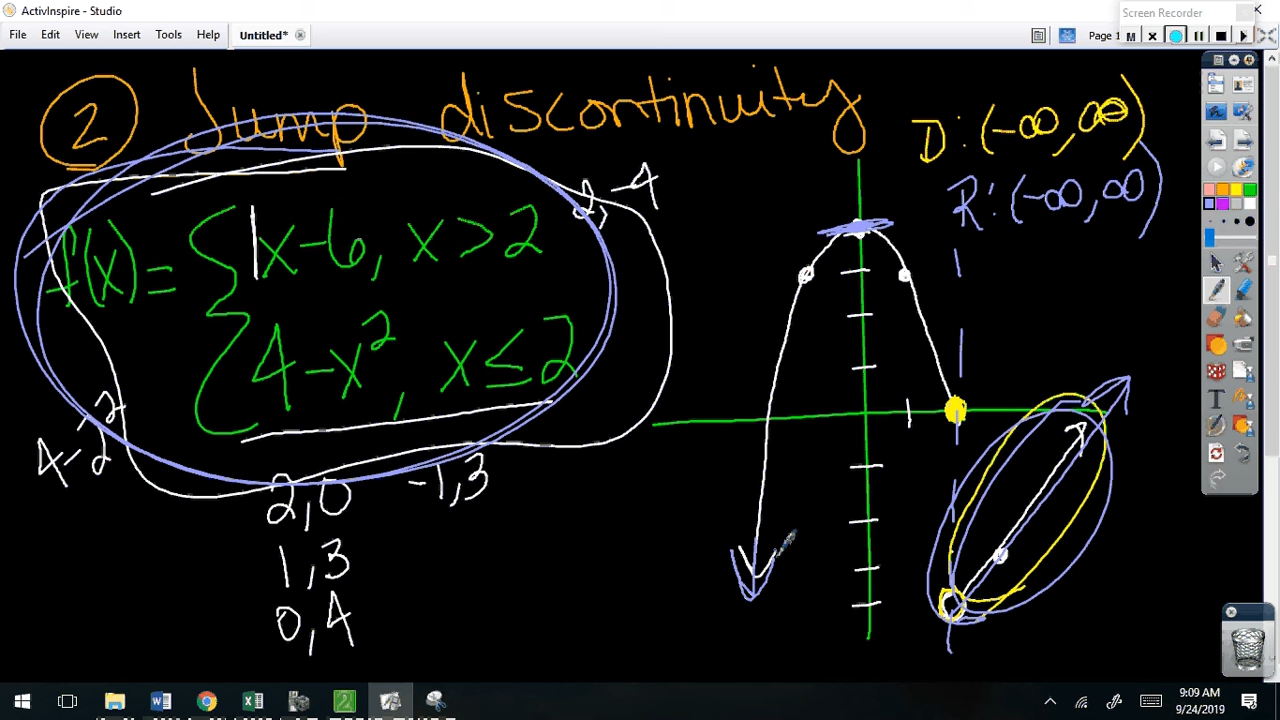 ActivInspire - Studio
Screen Recorder
File Edit View Insert Tools Help Untitled*
Page 1
2 Jump discontinuity
D: (-∞, ∞)
R: (-∞, ∞)
2, -4
f(x) = { 1x-6, x>2
4-x², x≤2
4-2²
2,0
-1,3
1,3
0,4
9:09 AM
9/24/2019